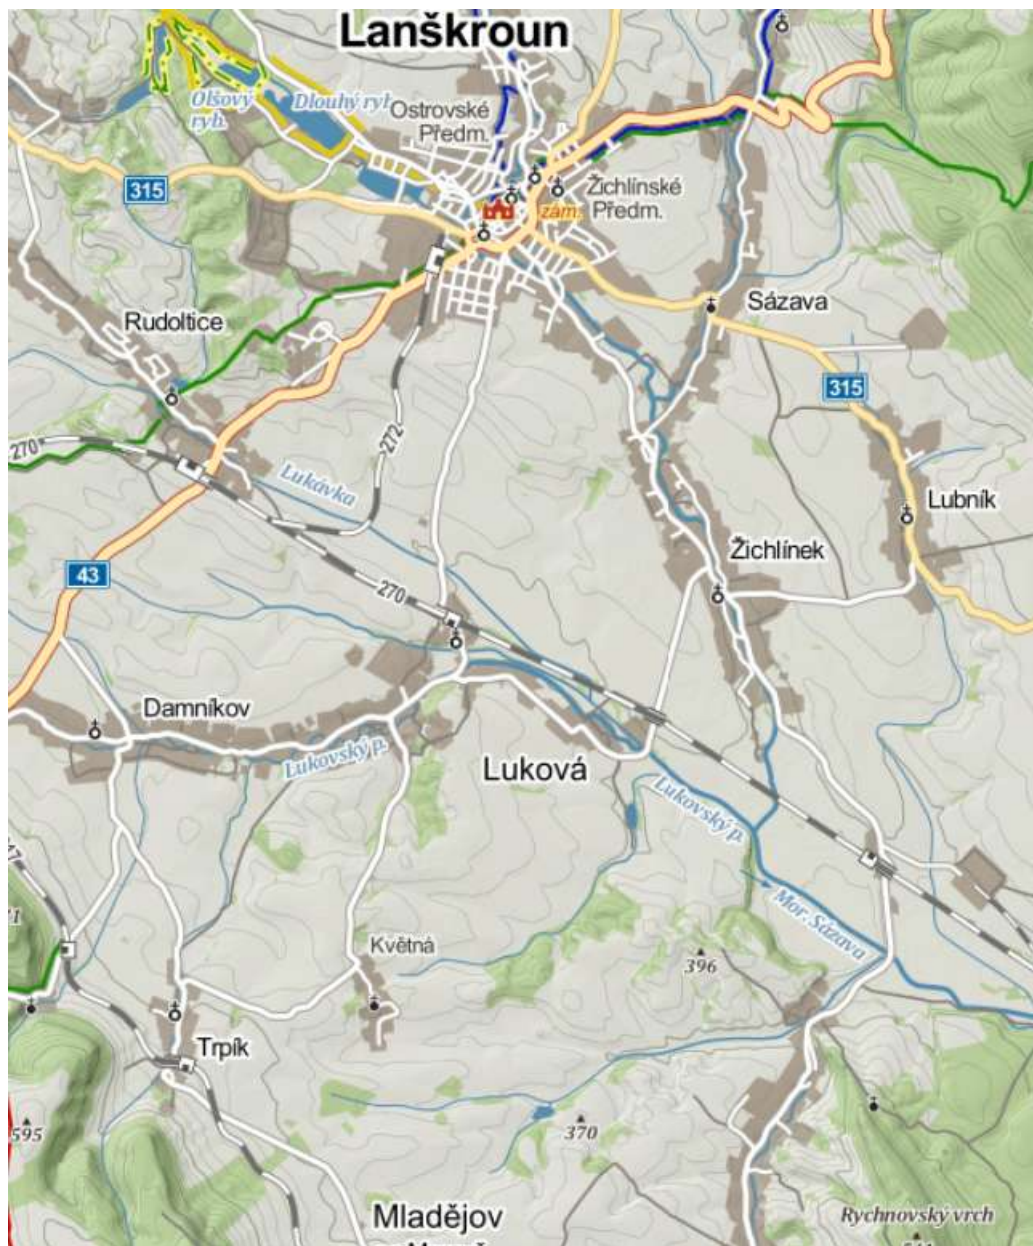 Lanškroun
Olšový
ryb.
Dlouhý ryb
Ostrovské
Předm.
315
Žichlínské
Předm.
zám.
Sázava
Rudoltice
315
270
272
Lukávka
Lubník
Žichlínek
43
270
Damníkov
Lukovský p.
Luková
Lukovský p.
Mor. Sázava
Květná
396
Trpík
595
370
Mladějov
Rychnovský vrch